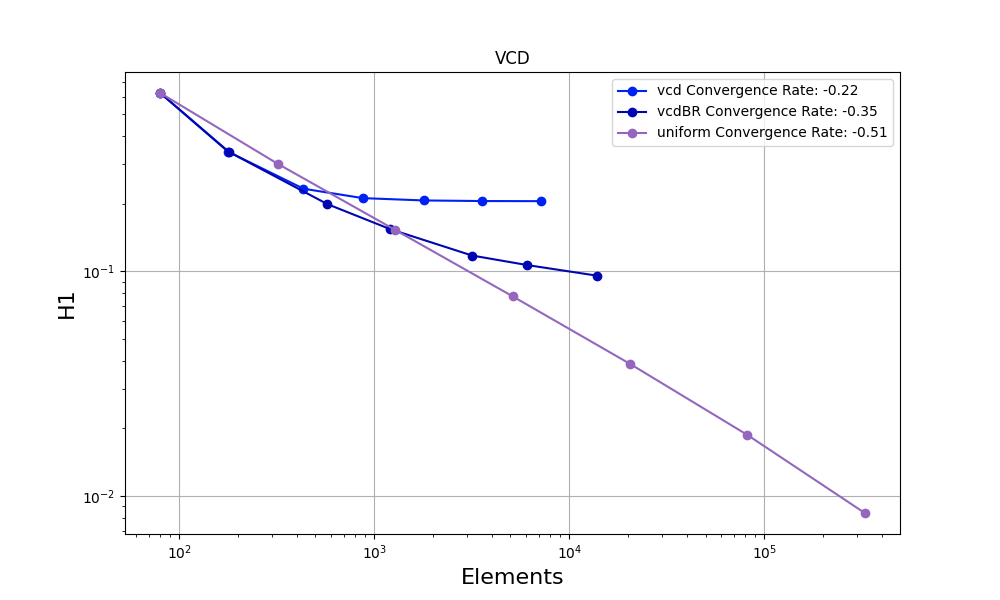 VCD
vcd Convergence Rate: -0.22
vcdBR Convergence Rate: -0.35
uniform Convergence Rate: -0.51
H1
10⁻¹
10⁻²
10² 10³ 10⁴ 10⁵
Elements